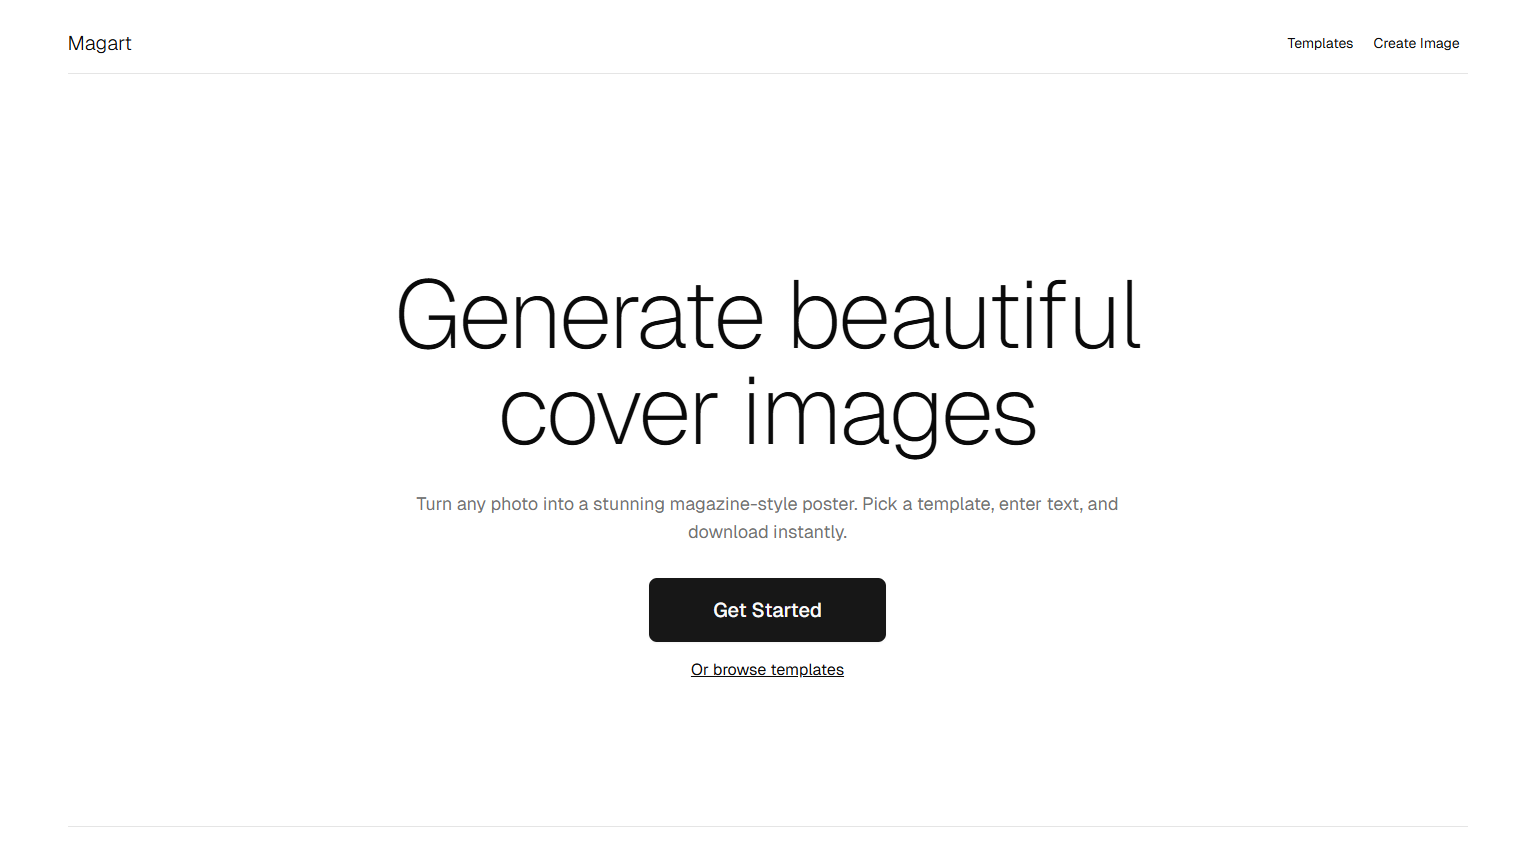 Magart
Templates
Create Image
Generate beautiful
cover images
Turn any photo into a stunning magazine-style poster. Pick a template, enter text, and
download instantly.
Get Started
Or browse templates